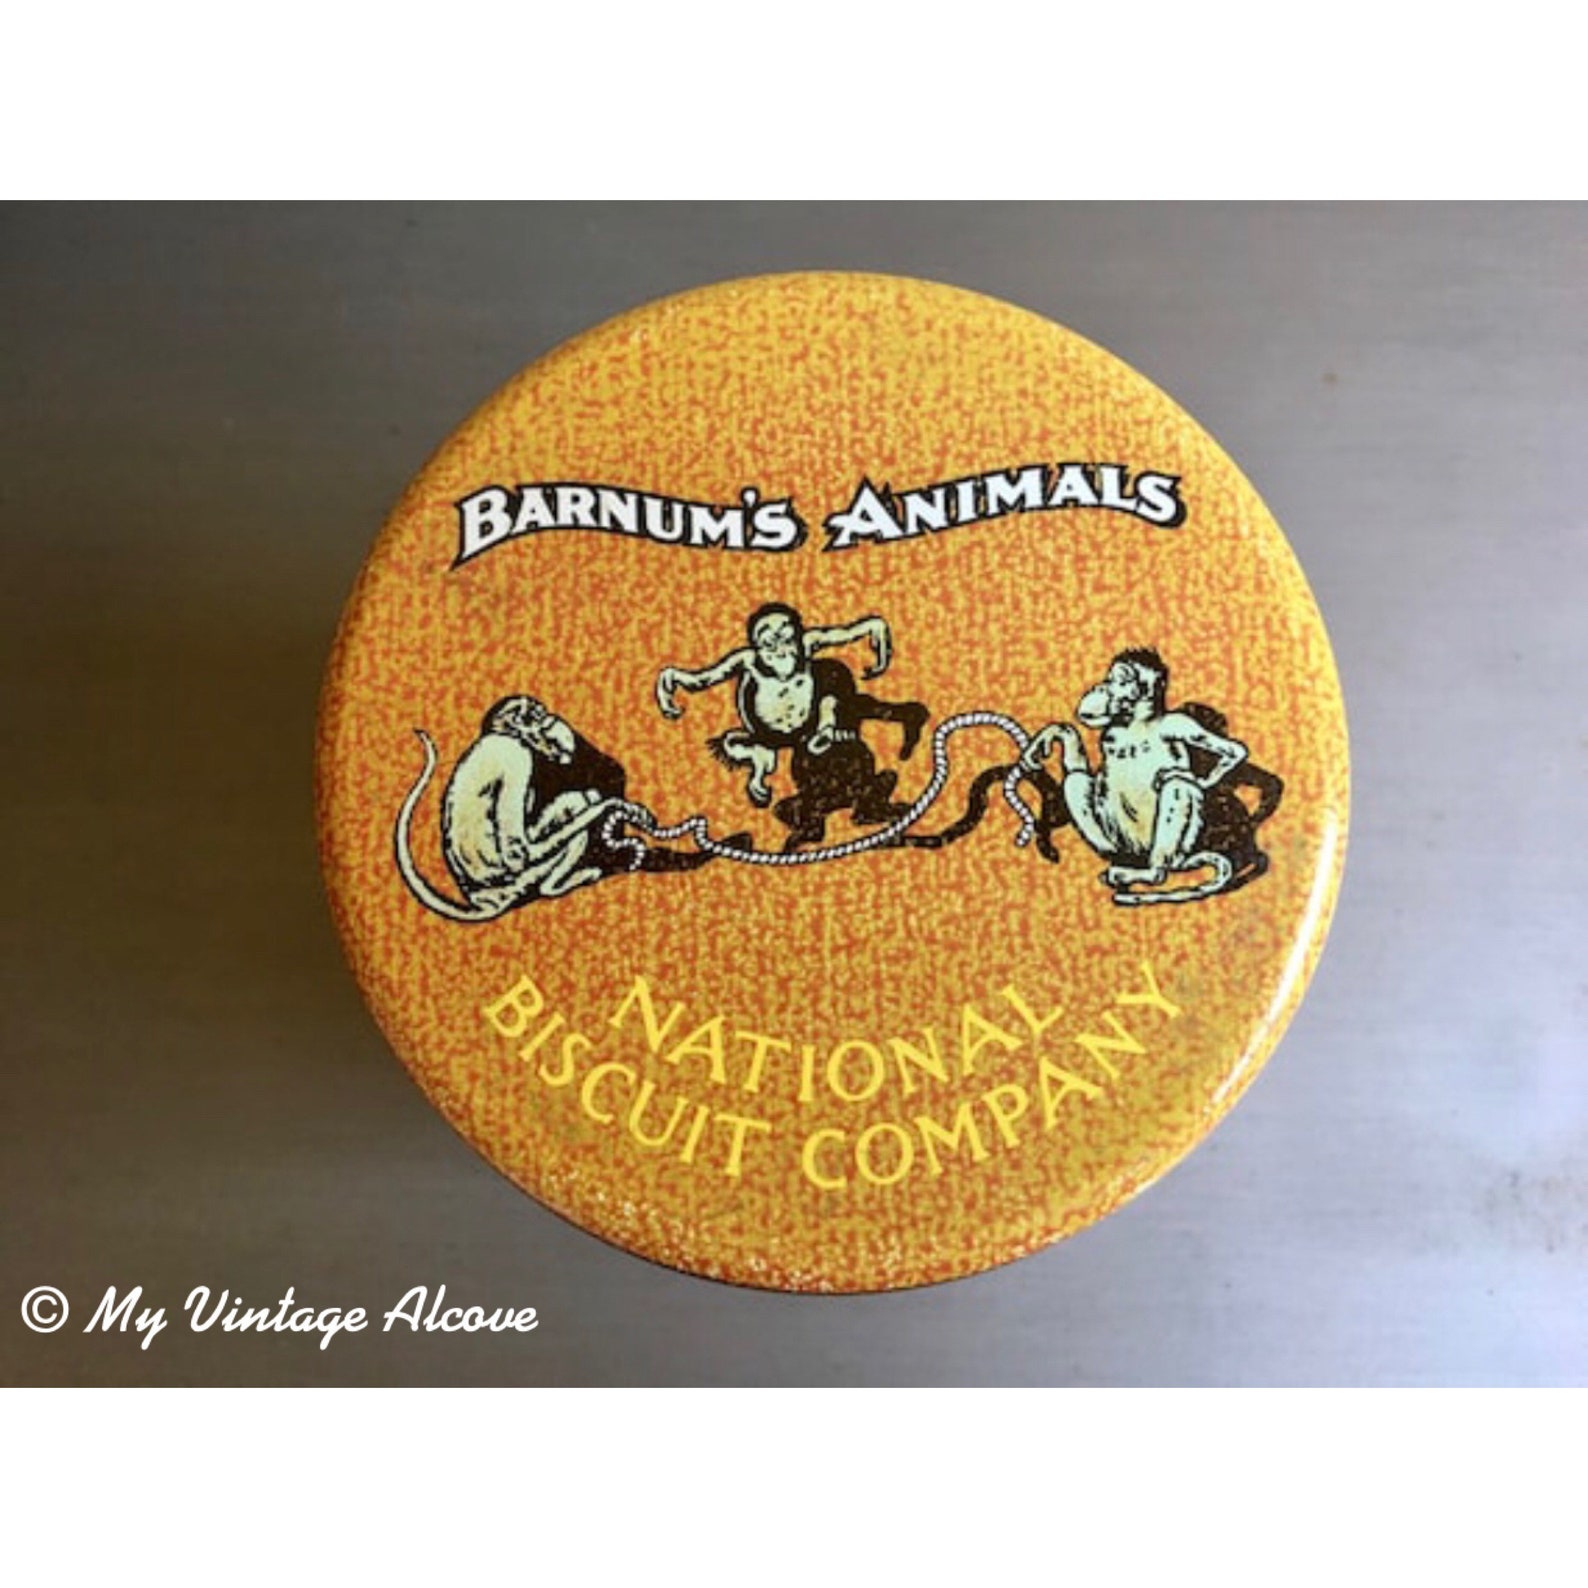 BARNUM'S ANIMALS
NATIONAL
BISCUIT COMPANY
© My Vintage Alcove